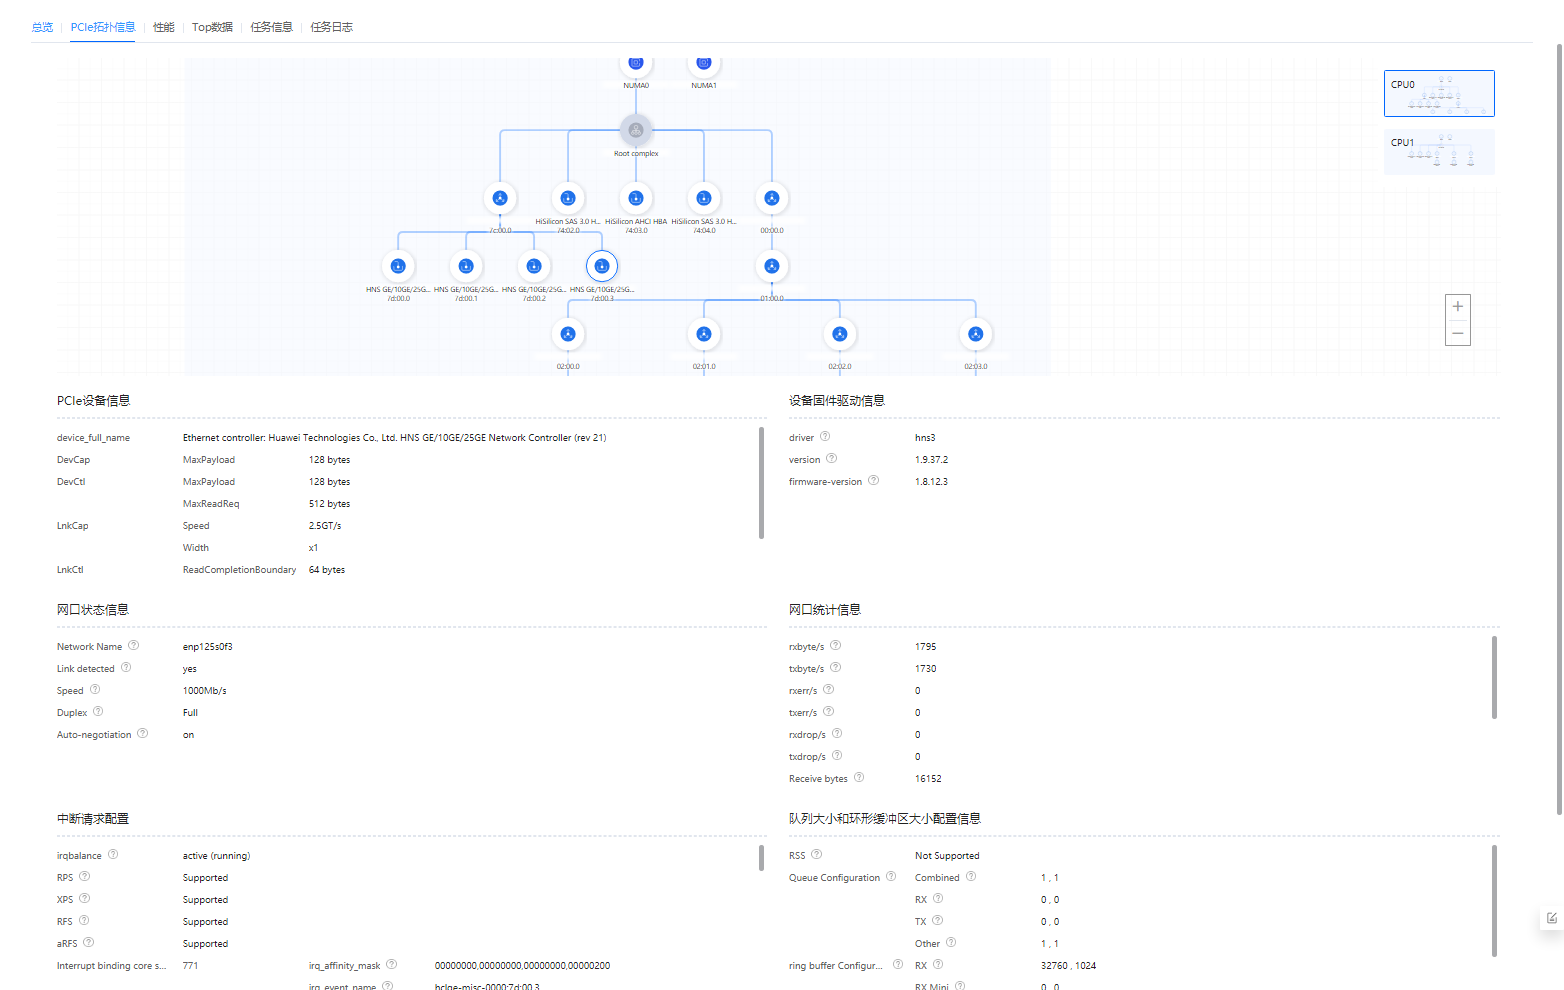 总览 PCIe拓扑信息 性能 Top数据 任务信息 任务日志
NUMA0 NUMA1
CPU0
CPU1
Root complex
HiSilicon SAS 3.0 H... HiSilicon AHCI HBA HiSilicon SAS 3.0 H...
7c:00.0 74:02.0 74:03.0 74:04.0 00:00.0
HNS GE/10GE/25G... HNS GE/10GE/25G... HNS GE/10GE/25G... HNS GE/10GE/25G...
7d:00.0 7d:00.1 7d:00.2 7d:00.3 01:00.0
02:00.0 02:01.0 02:02.0 02:03.0
PCIe设备信息
device_full_name Ethernet controller: Huawei Technologies Co., Ltd. HNS GE/10GE/25GE Network Controller (rev 21)
DevCap MaxPayload 128 bytes
DevCtl MaxPayload 128 bytes
MaxReadReq 512 bytes
LnkCap Speed 2.5GT/s
Width x1
LnkCtl ReadCompletionBoundary 64 bytes
设备固件驱动信息
driver hns3
version 1.9.37.2
firmware-version 1.8.12.3
网口状态信息
Network Name enp125s0f3
Link detected yes
Speed 1000Mb/s
Duplex Full
Auto-negotiation on
网口统计信息
rxbyte/s 1795
txbyte/s 1730
rxerr/s 0
txerr/s 0
rxdrop/s 0
txdrop/s 0
Receive bytes 16152
中断请求配置
irqbalance active (running)
RPS Supported
XPS Supported
RFS Supported
aRFS Supported
Interrupt binding core s... 771 irq_affinity_mask 00000000,00000000,00000000,00000200
irq_event_name hclge-misc-0000:7d:00.3
队列大小和环形缓冲区大小配置信息
RSS Not Supported
Queue Configuration Combined 1 , 1
RX 0 , 0
TX 0 , 0
Other 1 , 1
ring buffer Configur... RX 32760 , 1024
RX Mini 0 , 0